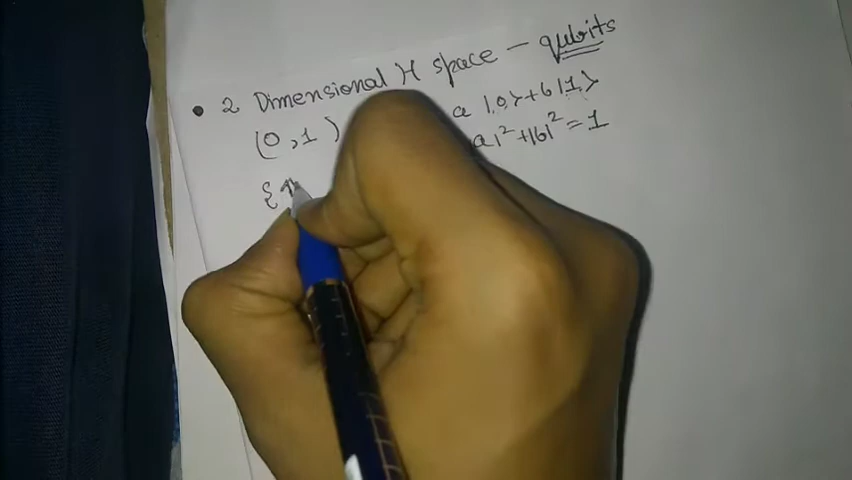 • 2 Dimensional H space - qubits
(0,1) a|0>+b|1>
|a|²+|b|²=1
{